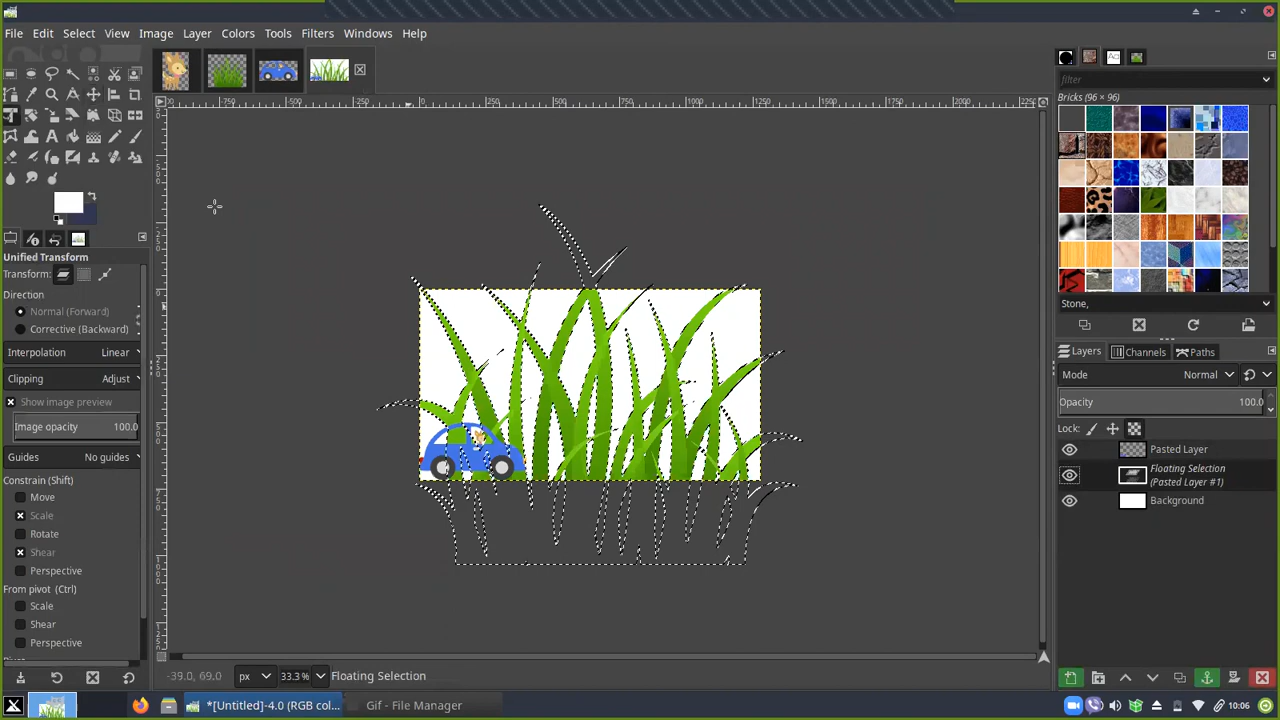 File Edit Select View Image Layer Colors Tools Filters Windows Help
filter
Bricks (96 × 96)
Unified Transform
Transform:
Direction
Normal (Forward)
Corrective (Backward)
Interpolation Linear
Clipping Adjust
Show image preview
Image opacity 100.0
Guides No guides
Constrain (Shift)
Move
Scale
Rotate
Shear
Perspective
From pivot (Ctrl)
Scale
Shear
Perspective
Stone,
Layers Channels Paths
Mode Normal
Opacity 100.0
Lock:
Pasted Layer
Floating Selection
(Pasted Layer #1)
Background
-39.0, 69.0 px 33.3 % Floating Selection
*[Untitled]-4.0 (RGB col... Gif - File Manager 10:06